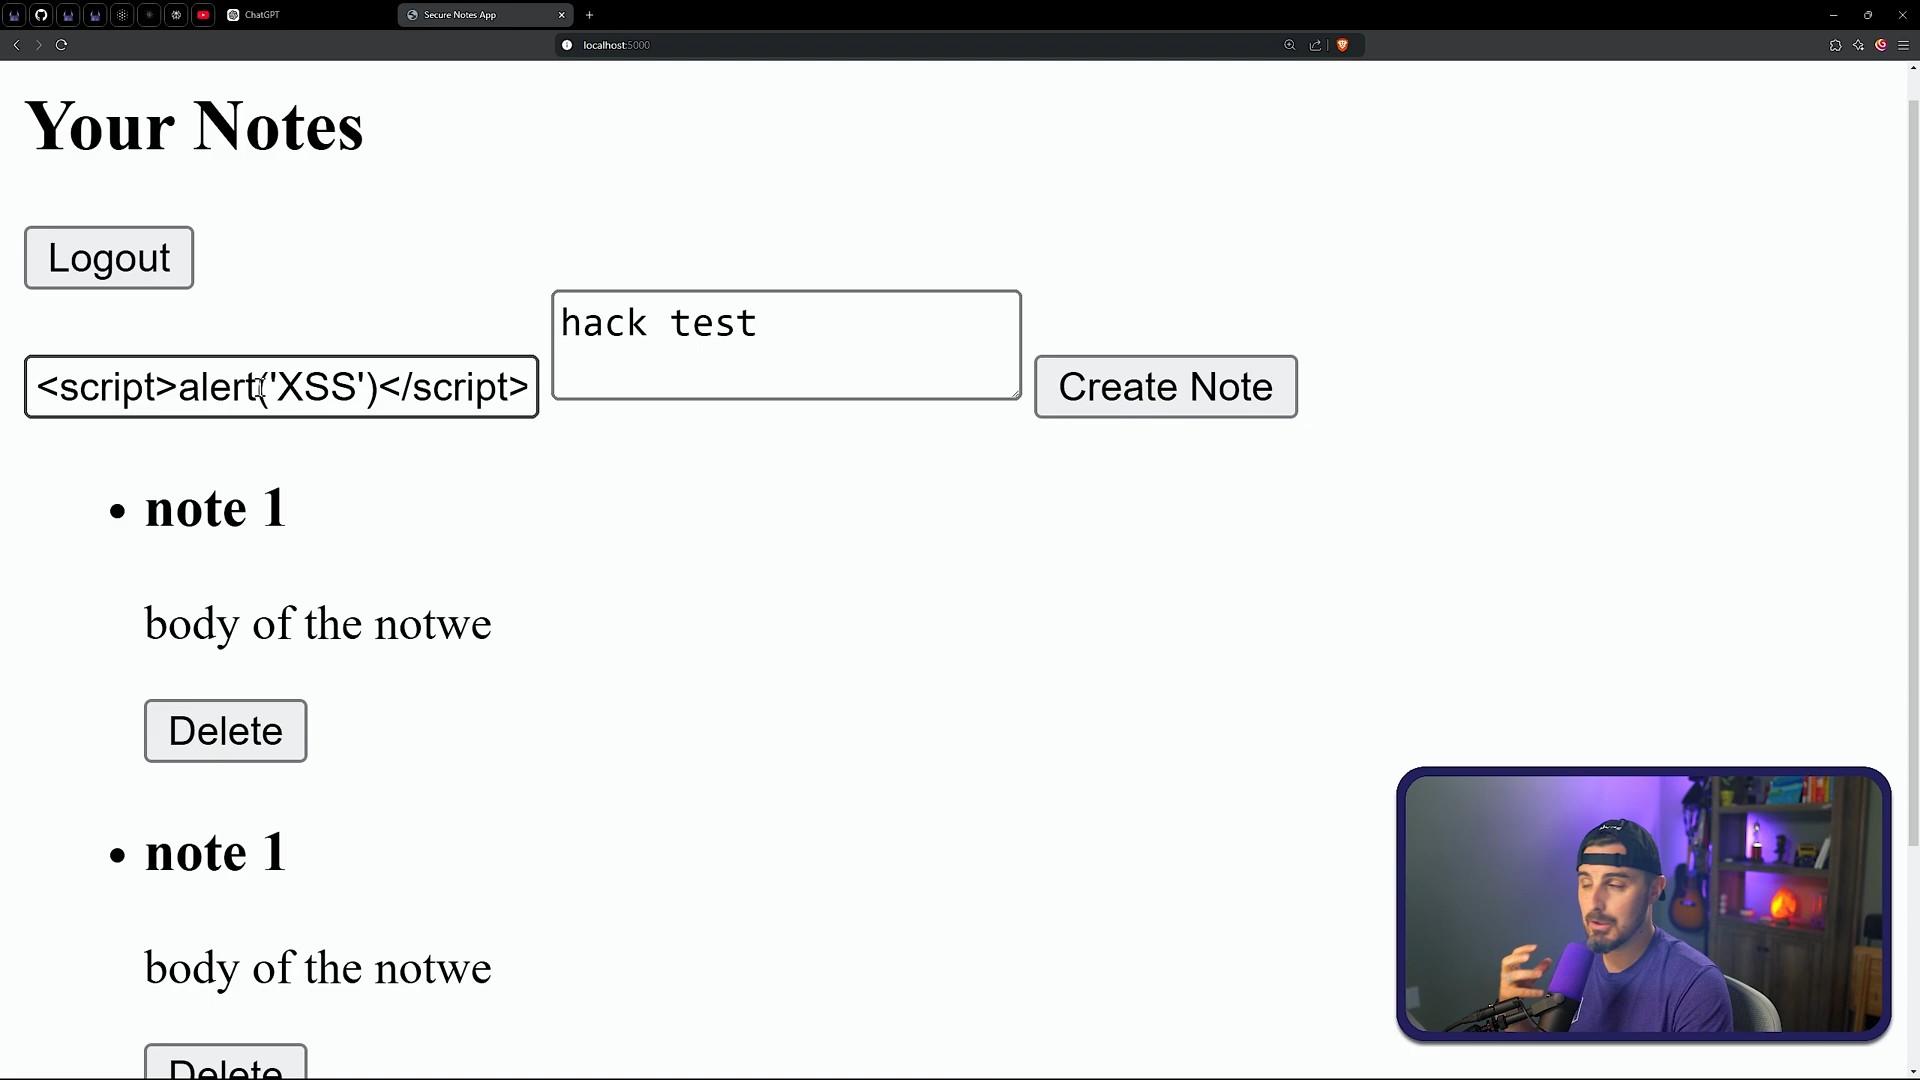 ChatGPT
Secure Notes App
localhost:5000
Your Notes
Logout
hack test
<script>alert('XSS')</script>
Create Note
note 1
body of the notwe
Delete
note 1
body of the notwe
Delete